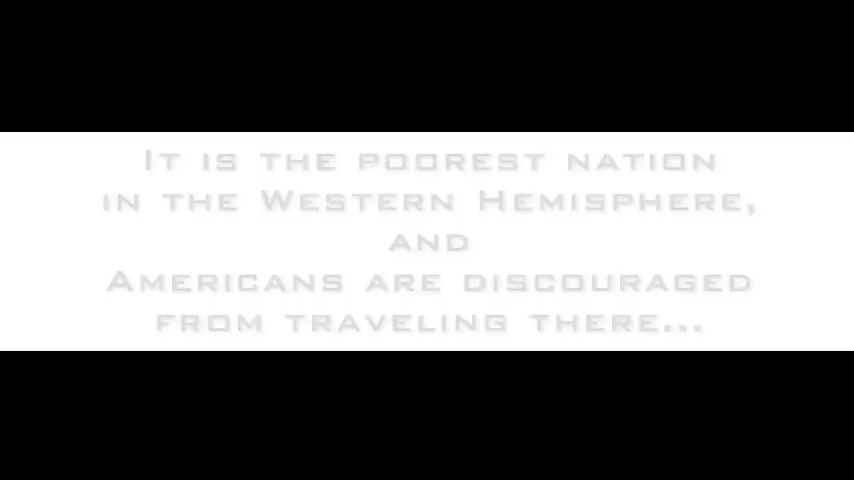 It is the poorest nation
in the Western Hemisphere,
and
Americans are discouraged
from traveling there...